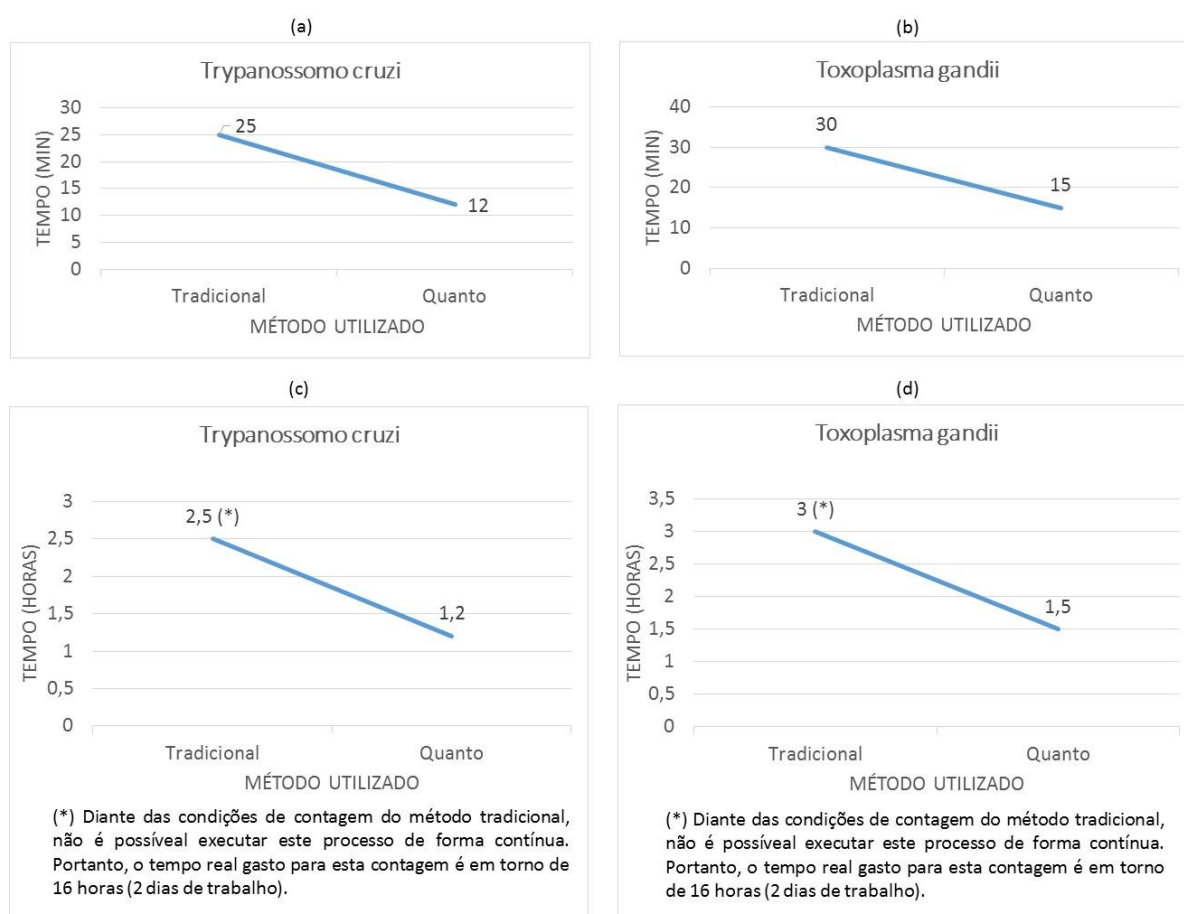 (a)
Trypanossomo cruzi
TEMPO (MIN)
30
25
20
15
10
5
0
25
12
Tradicional Quanto
MÉTODO UTILIZADO
(b)
Toxoplasma gandii
TEMPO (MIN)
40
30
20
10
0
30
15
Tradicional Quanto
MÉTODO UTILIZADO
(c)
Trypanossomo cruzi
TEMPO (HORAS)
3
2,5
2
1,5
1
0,5
0
2,5 (*)
1,2
Tradicional Quanto
MÉTODO UTILIZADO
(*) Diante das condições de contagem do método tradicional,
não é possíveal executar este processo de forma contínua.
Portanto, o tempo real gasto para esta contagem é em torno de
16 horas (2 dias de trabalho).
(d)
Toxoplasma gandii
TEMPO (HORAS)
3,5
3
2,5
2
1,5
1
0,5
0
3 (*)
1,5
Tradicional Quanto
MÉTODO UTILIZADO
(*) Diante das condições de contagem do método tradicional,
não é possíveal executar este processo de forma contínua.
Portanto, o tempo real gasto para esta contagem é em torno
de 16 horas (2 dias de trabalho).